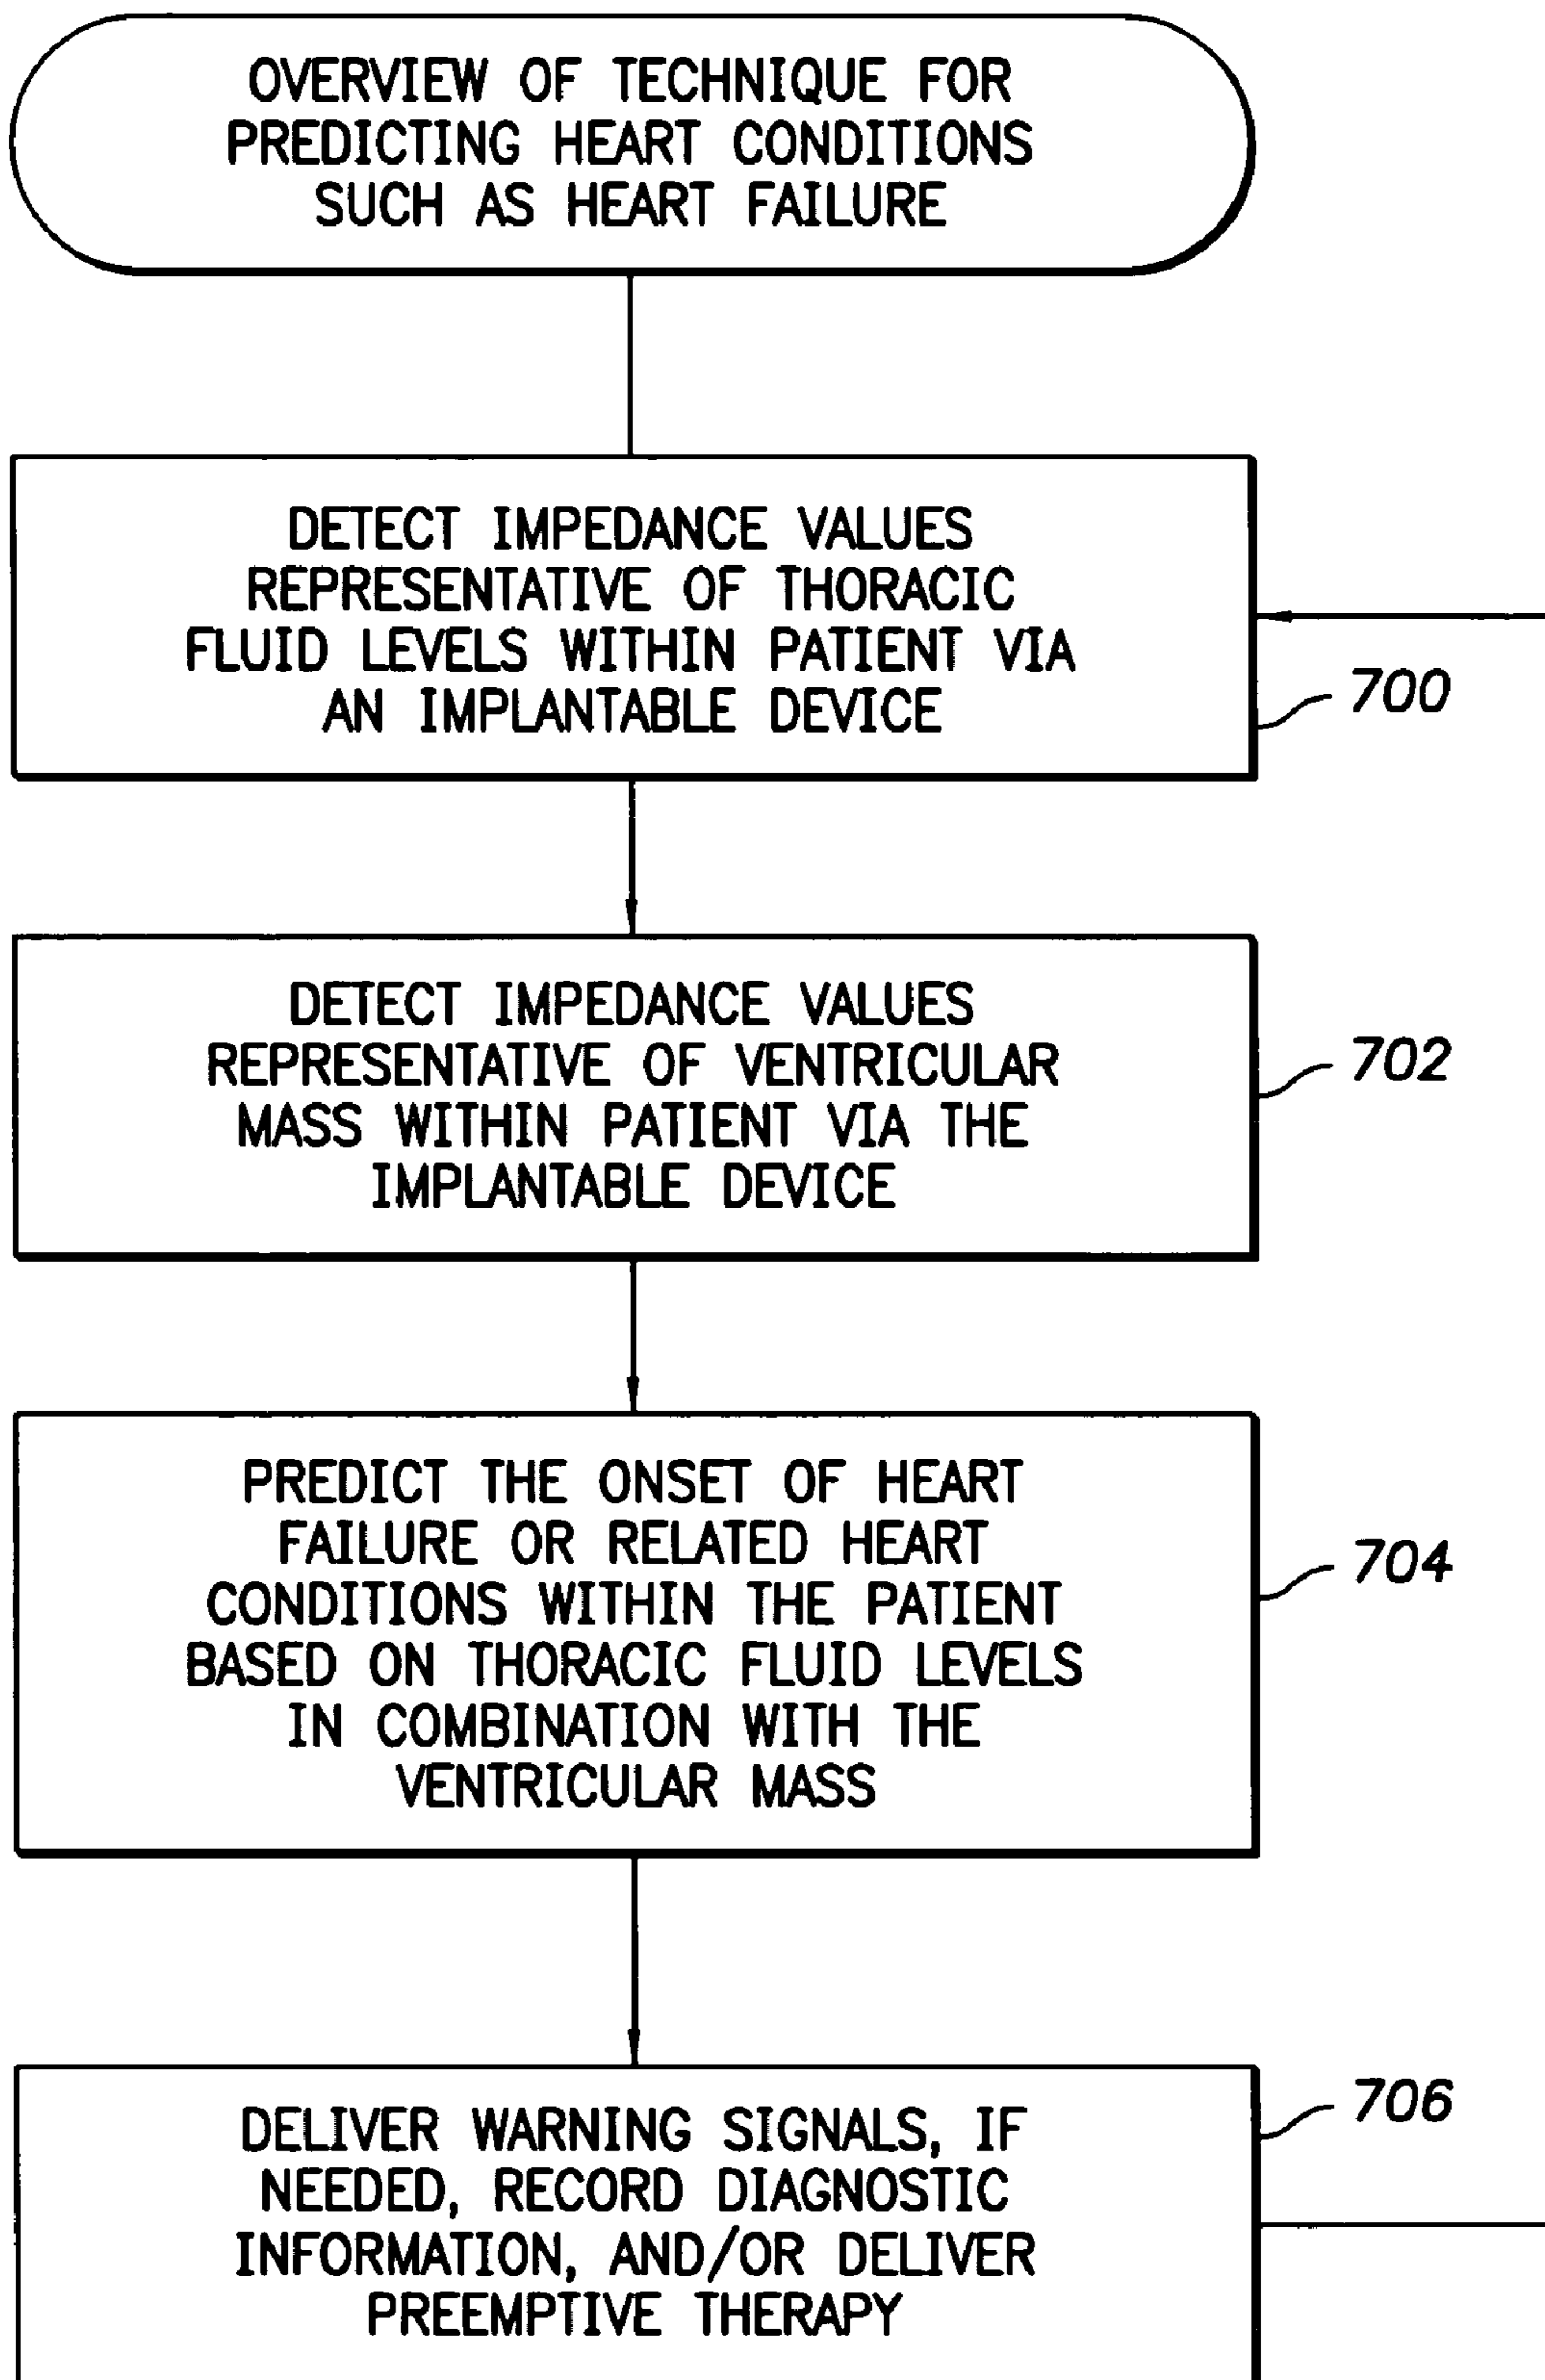 OVERVIEW OF TECHNIQUE FOR
PREDICTING HEART CONDITIONS
SUCH AS HEART FAILURE
DETECT IMPEDANCE VALUES
REPRESENTATIVE OF THORACIC
FLUID LEVELS WITHIN PATIENT VIA
AN IMPLANTABLE DEVICE
700
DETECT IMPEDANCE VALUES
REPRESENTATIVE OF VENTRICULAR
MASS WITHIN PATIENT VIA THE
IMPLANTABLE DEVICE
702
PREDICT THE ONSET OF HEART
FAILURE OR RELATED HEART
CONDITIONS WITHIN THE PATIENT
BASED ON THORACIC FLUID LEVELS
IN COMBINATION WITH THE
VENTRICULAR MASS
704
DELIVER WARNING SIGNALS, IF
NEEDED, RECORD DIAGNOSTIC
INFORMATION, AND/OR DELIVER
PREEMPTIVE THERAPY
706